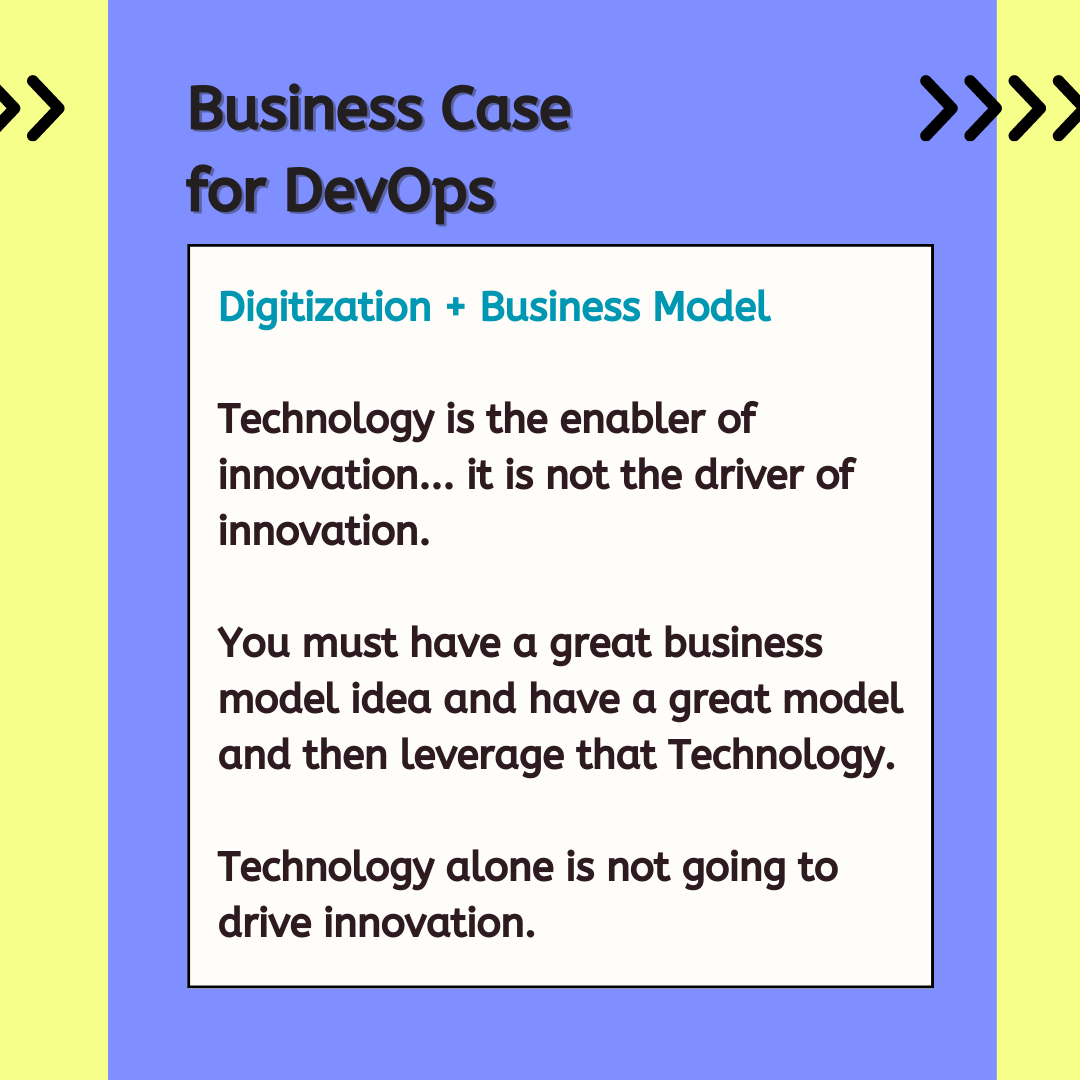 Business Case
for DevOps
Digitization + Business Model
Technology is the enabler of
innovation... it is not the driver of
innovation.
You must have a great business
model idea and have a great model
and then leverage that Technology.
Technology alone is not going to
drive innovation.